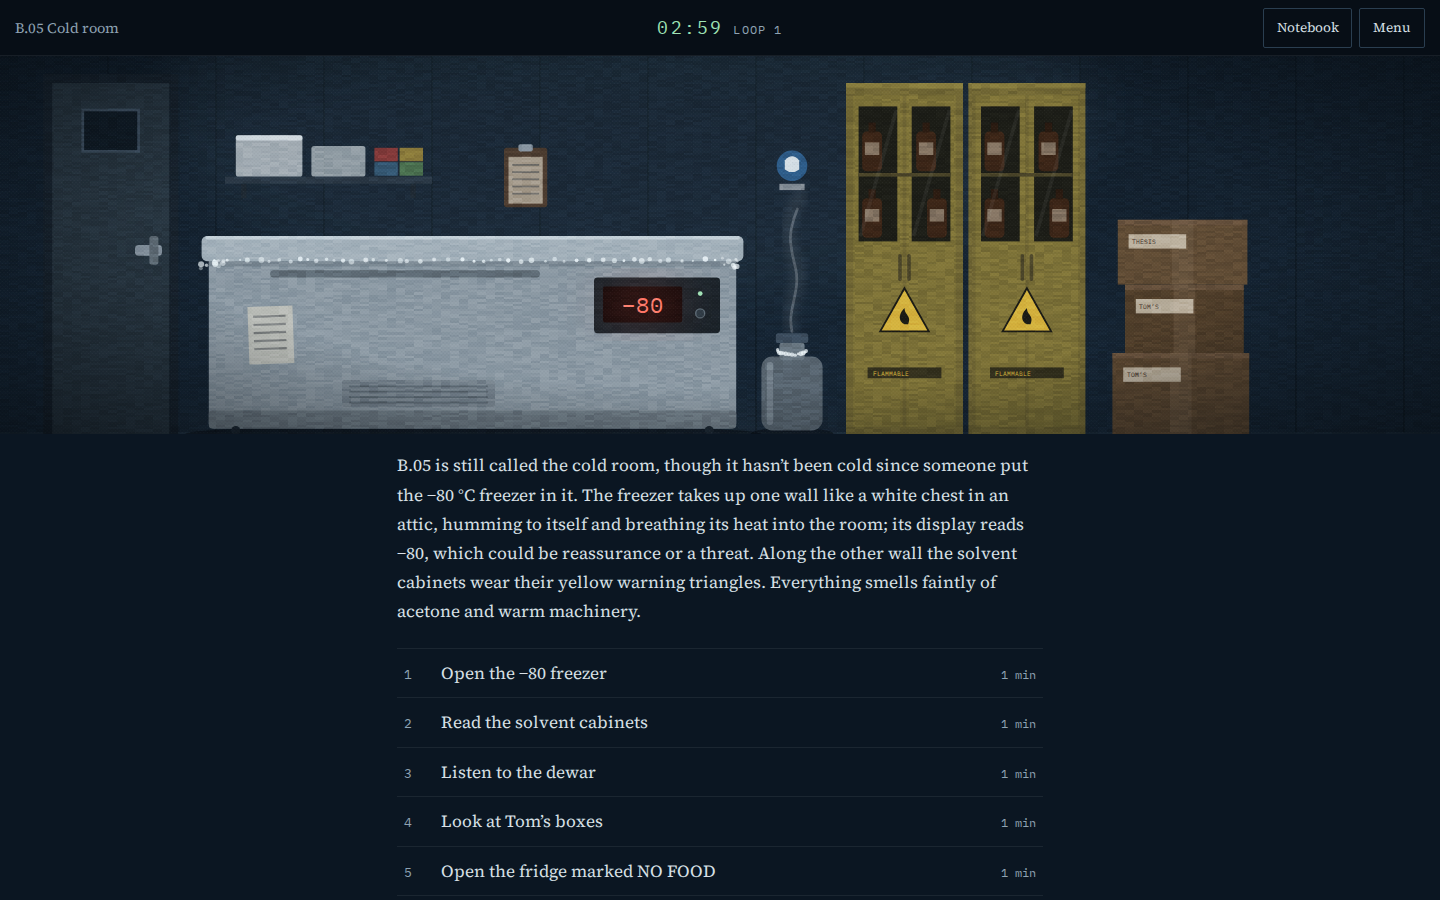 B.05 Cold room
02:59 LOOP 1
Notebook
Menu
−80
THESIS
TOM'S
TOM'S
FLAMMABLE
FLAMMABLE
B.05 is still called the cold room, though it hasn’t been cold since someone put
the −80 °C freezer in it. The freezer takes up one wall like a white chest in an
attic, humming to itself and breathing its heat into the room; its display reads
−80, which could be reassurance or a threat. Along the other wall the solvent
cabinets wear their yellow warning triangles. Everything smells faintly of
acetone and warm machinery.
1 Open the −80 freezer 1 min
2 Read the solvent cabinets 1 min
3 Listen to the dewar 1 min
4 Look at Tom’s boxes 1 min
5 Open the fridge marked NO FOOD 1 min